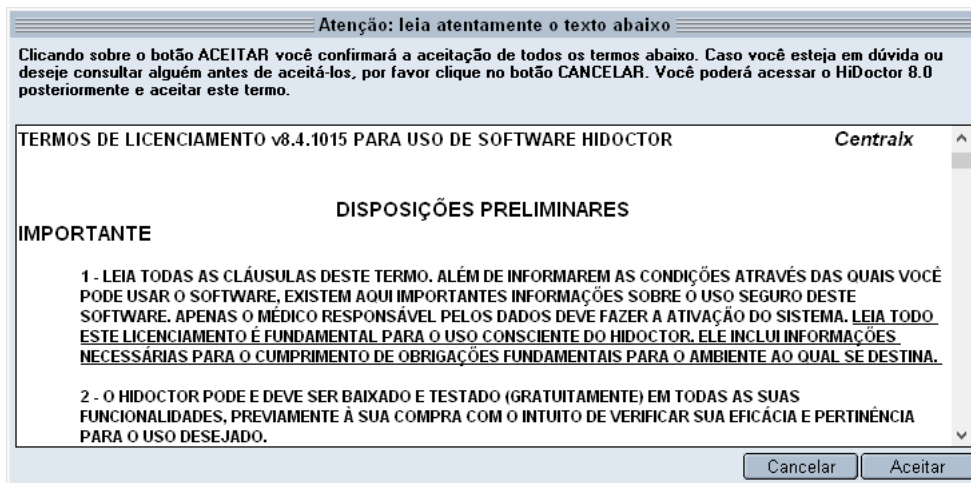 Atenção: leia atentamente o texto abaixo
Clicando sobre o botão ACEITAR você confirmará a aceitação de todos os termos abaixo. Caso você esteja em dúvida ou
deseje consultar alguém antes de aceitá-los, por favor clique no botão CANCELAR. Você poderá acessar o HiDoctor 8.0
posteriormente e aceitar este termo.
TERMOS DE LICENCIAMENTO v8.4.1015 PARA USO DE SOFTWARE HIDOCTOR Centralx
DISPOSIÇÕES PRELIMINARES
IMPORTANTE
1 - LEIA TODAS AS CLÁUSULAS DESTE TERMO. ALÉM DE INFORMAREM AS CONDIÇÕES ATRAVÉS DAS QUAIS VOCÊ
PODE USAR O SOFTWARE, EXISTEM AQUI IMPORTANTES INFORMAÇÕES SOBRE O USO SEGURO DESTE
SOFTWARE. APENAS O MÉDICO RESPONSÁVEL PELOS DADOS DEVE FAZER A ATIVAÇÃO DO SISTEMA. LEIA TODO
ESTE LICENCIAMENTO É FUNDAMENTAL PARA O USO CONSCIENTE DO HIDOCTOR. ELE INCLUI INFORMAÇÕES
NECESSÁRIAS PARA O CUMPRIMENTO DE OBRIGAÇÕES FUNDAMENTAIS PARA O AMBIENTE AO QUAL SE DESTINA.
2 - O HIDOCTOR PODE E DEVE SER BAIXADO E TESTADO (GRATUITAMENTE) EM TODAS AS SUAS
FUNCIONALIDADES, PREVIAMENTE À SUA COMPRA COM O INTUITO DE VERIFICAR SUA EFICÁCIA E PERTINÊNCIA
PARA O USO DESEJADO.
Cancelar Aceitar